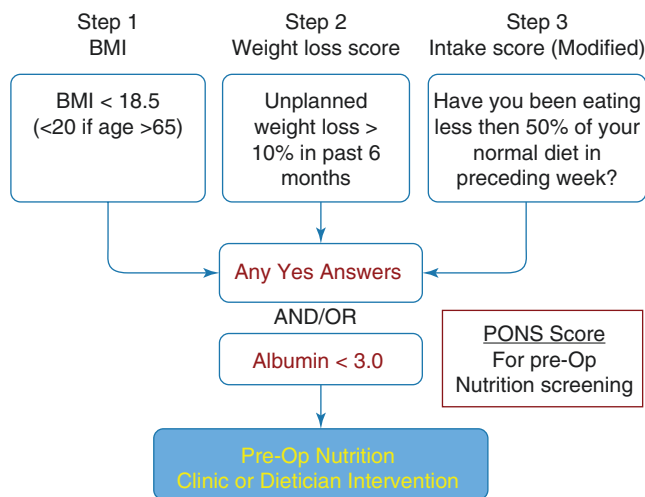 Step 1
BMI
Step 2
Weight loss score
Step 3
Intake score (Modified)
BMI < 18.5
(<20 if age >65)
Unplanned
weight loss >
10% in past 6
months
Have you been eating
less then 50% of your
normal diet in
preceding week?
Any Yes Answers
AND/OR
Albumin < 3.0
PONS Score
For pre-Op
Nutrition screening
Pre-Op Nutrition
Clinic or Dietician Intervention